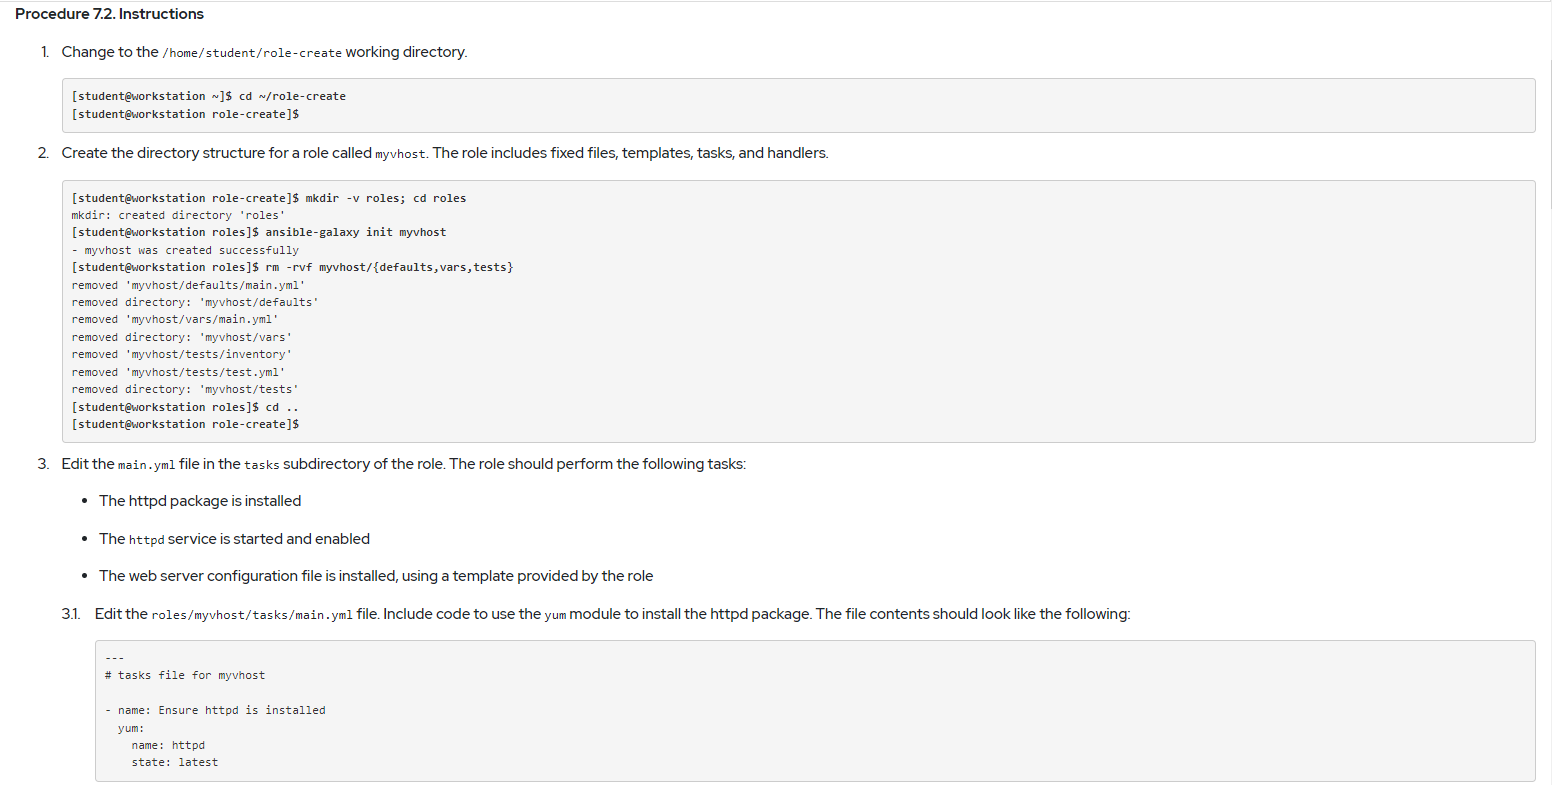 Procedure 7.2. Instructions
1. Change to the /home/student/role-create working directory.
[student@workstation ~]$ cd ~/role-create
[student@workstation role-create]$
2. Create the directory structure for a role called myvhost. The role includes fixed files, templates, tasks, and handlers.
[student@workstation role-create]$ mkdir -v roles; cd roles
mkdir: created directory 'roles'
[student@workstation roles]$ ansible-galaxy init myvhost
- myvhost was created successfully
[student@workstation roles]$ rm -rvf myvhost/{defaults,vars,tests}
removed 'myvhost/defaults/main.yml'
removed directory: 'myvhost/defaults'
removed 'myvhost/vars/main.yml'
removed directory: 'myvhost/vars'
removed 'myvhost/tests/inventory'
removed 'myvhost/tests/test.yml'
removed directory: 'myvhost/tests'
[student@workstation roles]$ cd ..
[student@workstation role-create]$
3. Edit the main.yml file in the tasks subdirectory of the role. The role should perform the following tasks:
• The httpd package is installed
• The httpd service is started and enabled
• The web server configuration file is installed, using a template provided by the role
3.1. Edit the roles/myvhost/tasks/main.yml file. Include code to use the yum module to install the httpd package. The file contents should look like the following:
---
# tasks file for myvhost
- name: Ensure httpd is installed
  yum:
    name: httpd
    state: latest